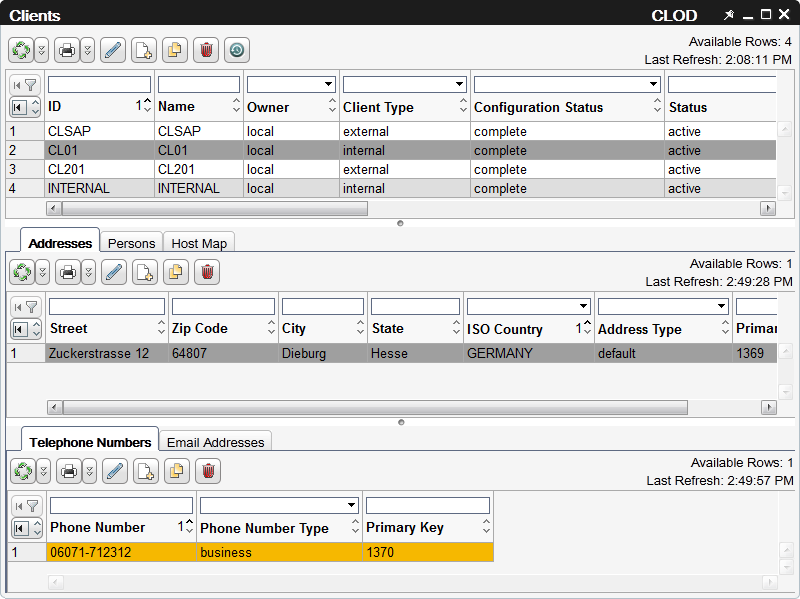 Clients CLOD
Available Rows: 4
Last Refresh: 2:08:11 PM
ID 1 Name Owner Client Type Configuration Status Status
1 CLSAP CLSAP local external complete active
2 CL01 CL01 local internal complete active
3 CL201 CL201 local external complete active
4 INTERNAL INTERNAL local internal complete active
Addresses Persons Host Map
Available Rows: 1
Last Refresh: 2:49:28 PM
Street Zip Code City State ISO Country 1 Address Type Primar
1 Zuckerstrasse 12 64807 Dieburg Hesse GERMANY default 1369
Telephone Numbers Email Addresses
Available Rows: 1
Last Refresh: 2:49:57 PM
Phone Number 1 Phone Number Type Primary Key
1 06071-712312 business 1370